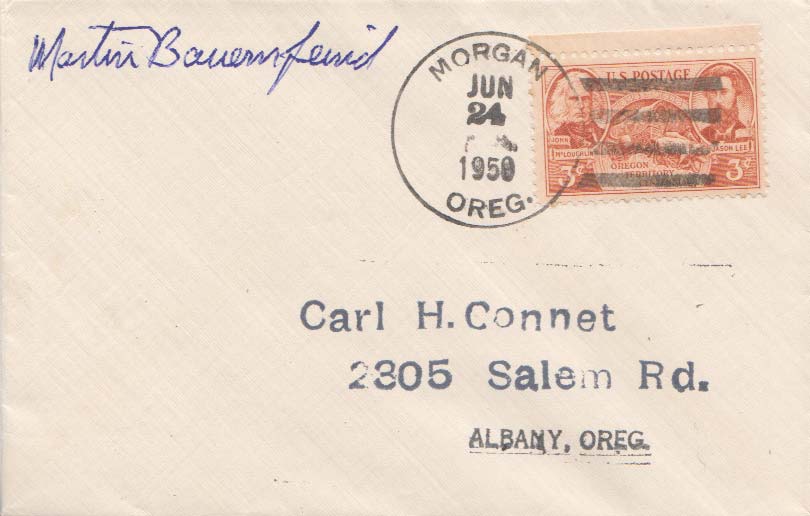 Martin Bauernfeind
MORGAN
JUN
24
1950
OREG.
U.S. POSTAGE
JOHN
McLOUGHLIN
JASON LEE
OREGON
TERRITORY
3¢
3¢
Carl H. Connet
2305 Salem Rd.
ALBANY, OREG.